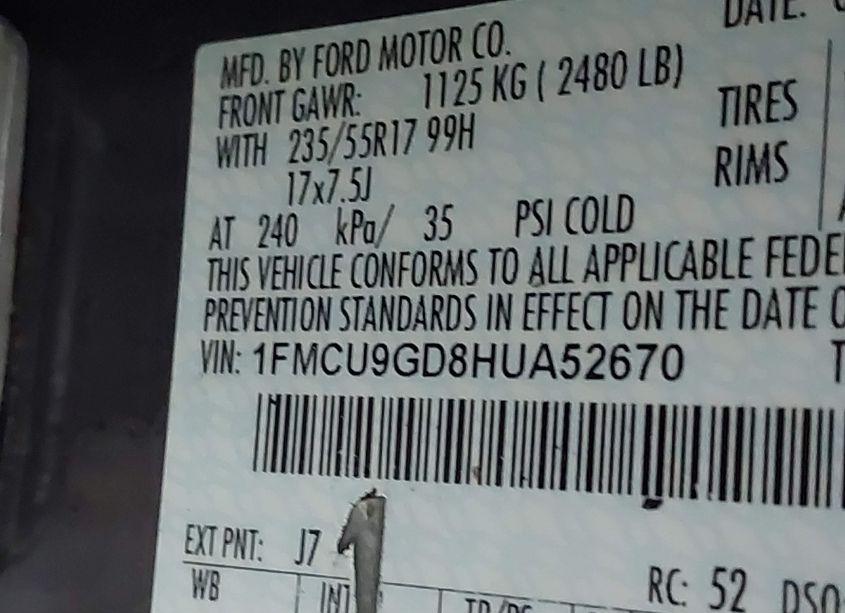 DATE:
MFD. BY FORD MOTOR CO.
FRONT GAWR: 1125 KG ( 2480 LB)
WITH 235/55R17 99H TIRES
17x7.5J RIMS
AT 240 kPa/ 35 PSI COLD
THIS VEHICLE CONFORMS TO ALL APPLICABLE
PREVENTION STANDARDS IN EFFECT ON THE DATE
VIN: 1FMCU9GD8HUA52670
EXT PNT: J7 RC: 52
WB